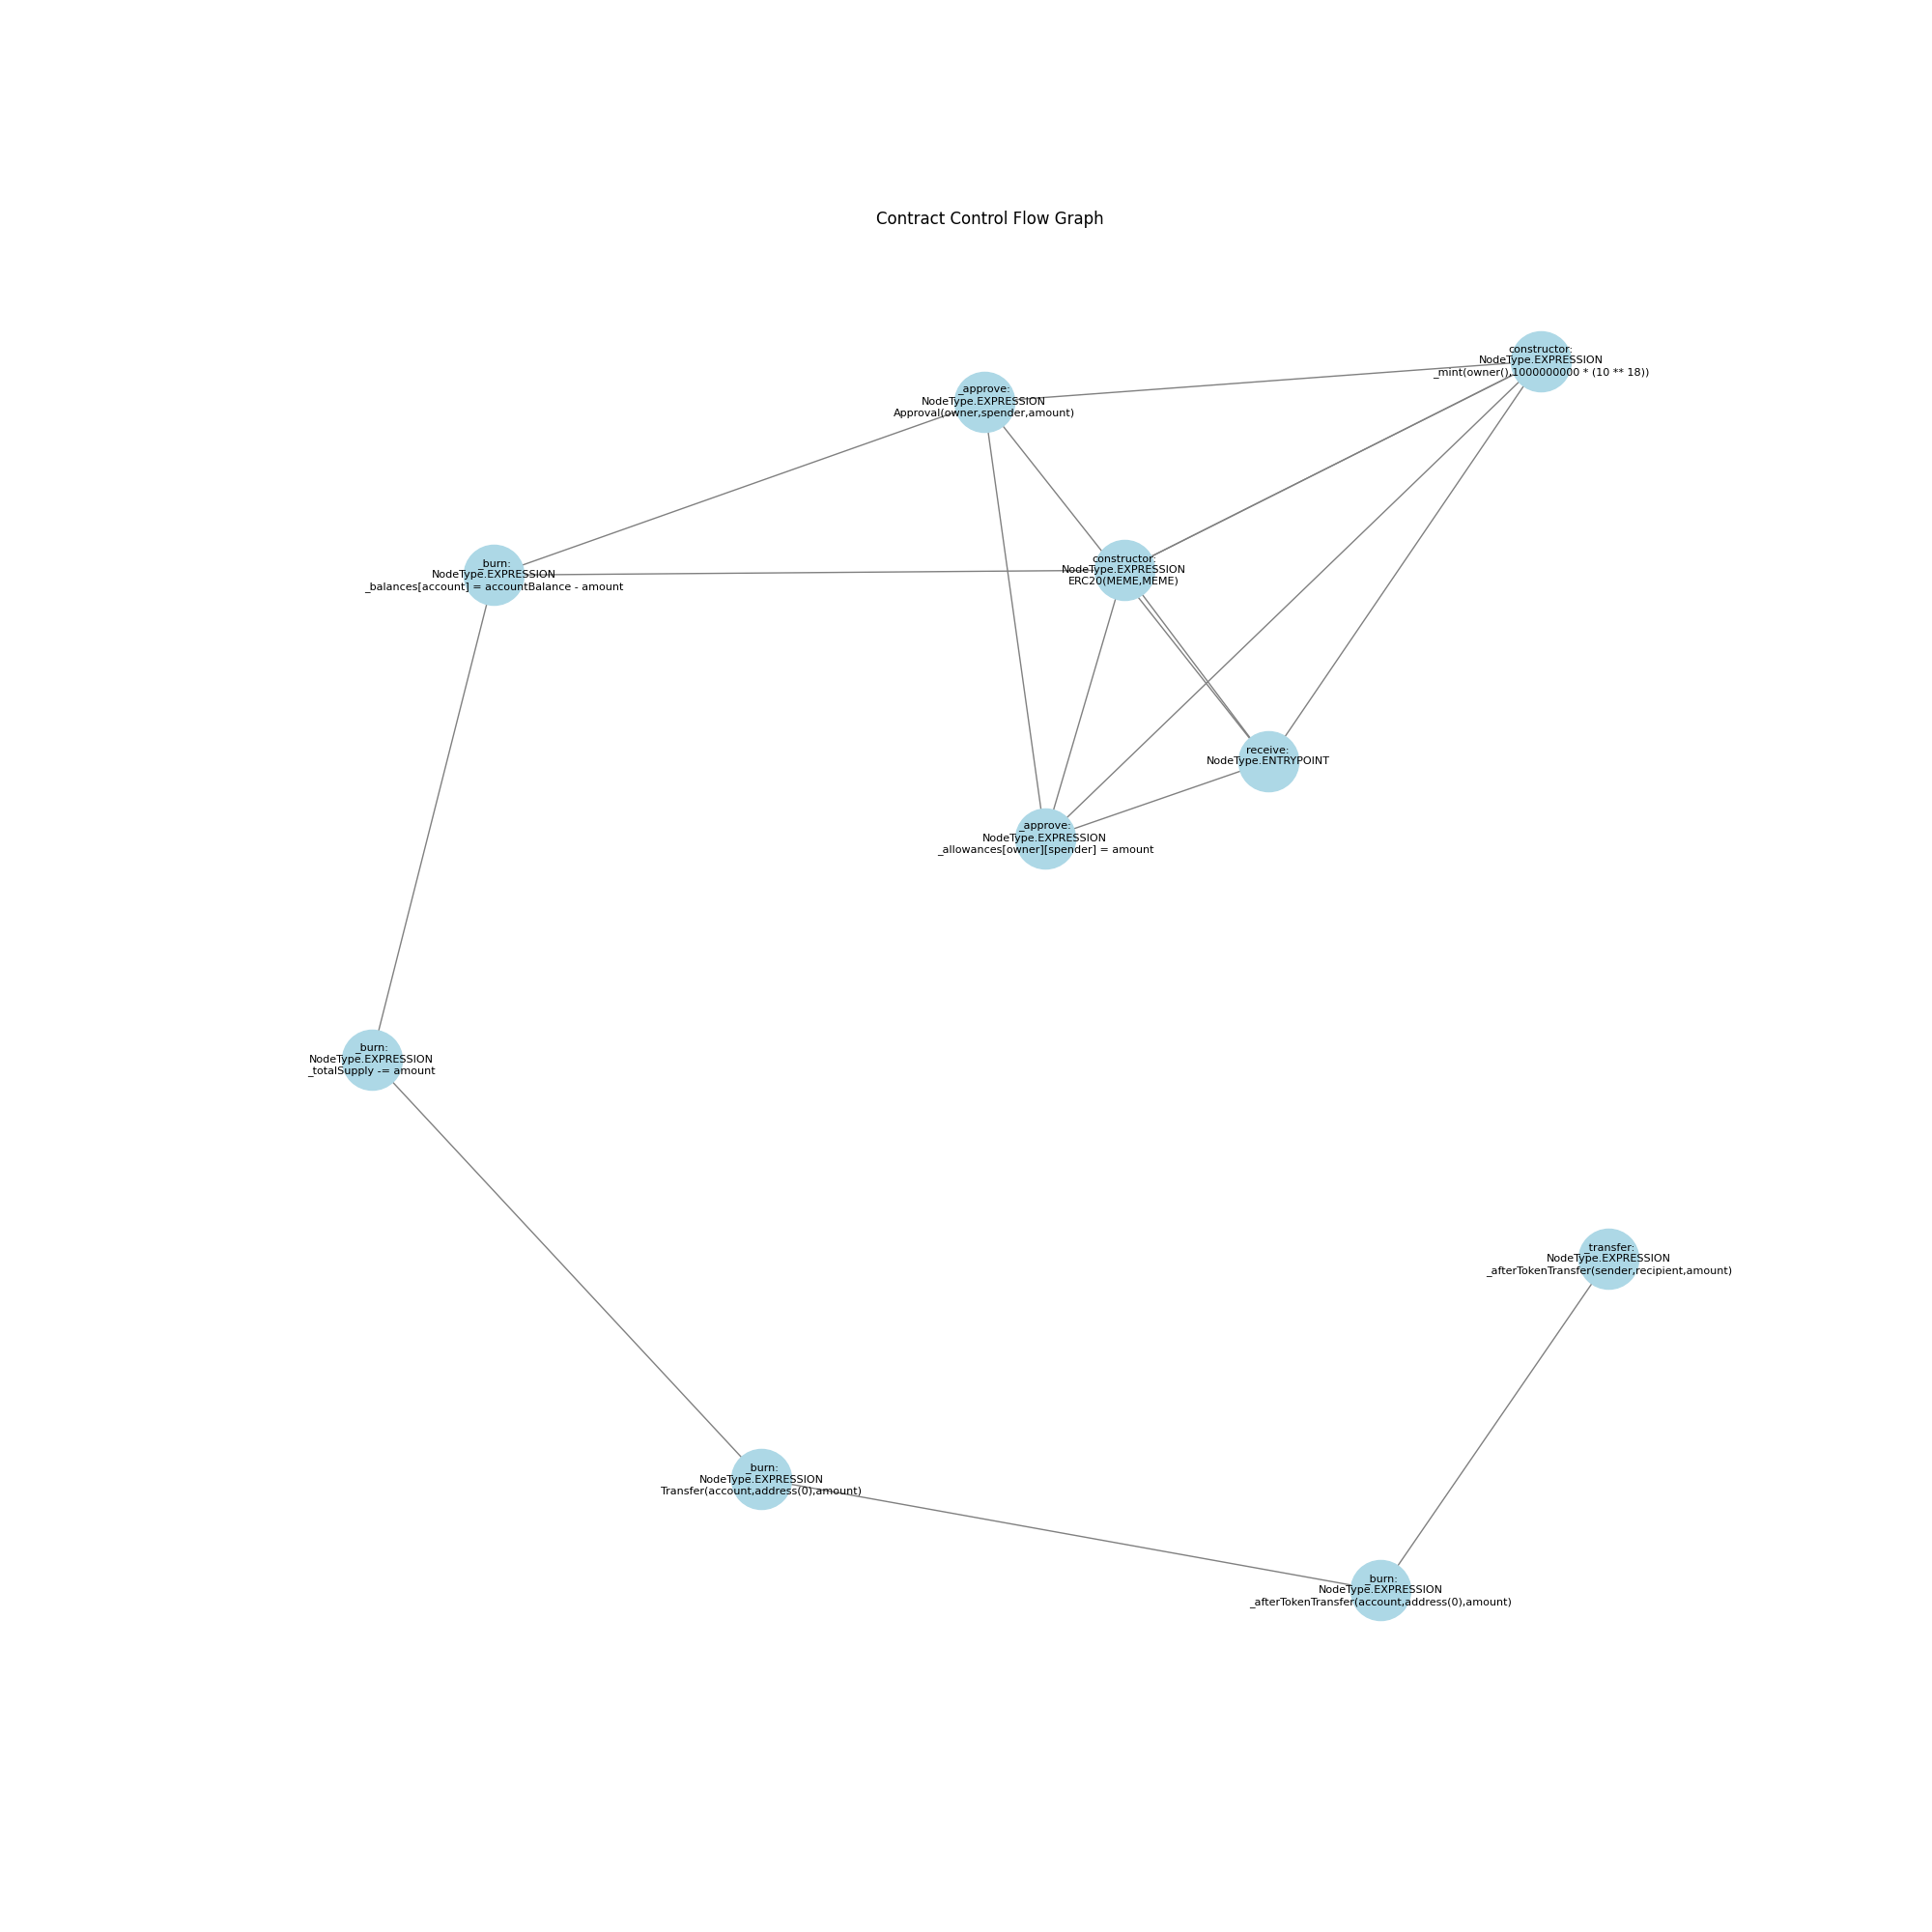 Contract Control Flow Graph
constructor:
NodeType.EXPRESSION
_mint(owner(),1000000000 * (10 ** 18))
_approve:
NodeType.EXPRESSION
Approval(owner,spender,amount)
_burn:
NodeType.EXPRESSION
_balances[account] = accountBalance - amount
constructor:
NodeType.EXPRESSION
ERC20(MEME,MEME)
receive:
NodeType.ENTRYPOINT
_approve:
NodeType.EXPRESSION
_allowances[owner][spender] = amount
_burn:
NodeType.EXPRESSION
_totalSupply -= amount
_transfer:
NodeType.EXPRESSION
_afterTokenTransfer(sender,recipient,amount)
_burn:
NodeType.EXPRESSION
Transfer(account,address(0),amount)
_burn:
NodeType.EXPRESSION
_afterTokenTransfer(account,address(0),amount)